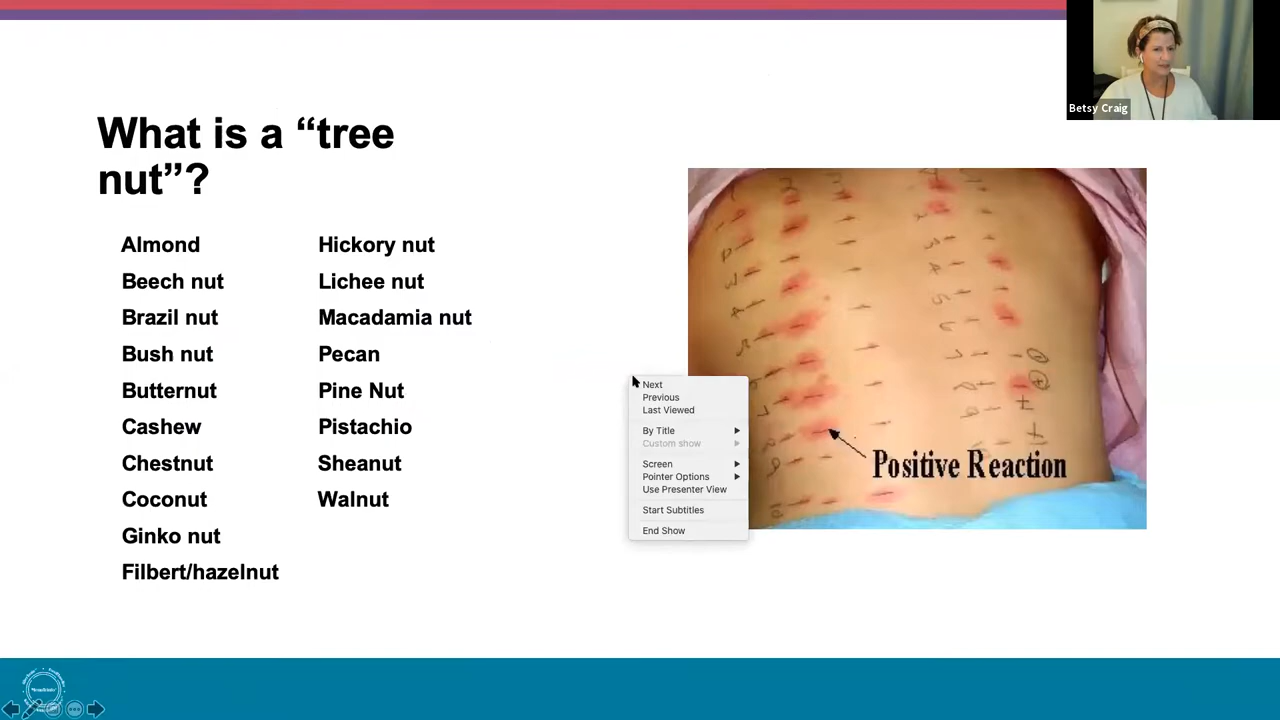 Betsy Craig
What is a “tree
nut”?
Almond
Beech nut
Brazil nut
Bush nut
Butternut
Cashew
Chestnut
Coconut
Ginko nut
Filbert/hazelnut
Hickory nut
Lichee nut
Macadamia nut
Pecan
Pine Nut
Pistachio
Sheanut
Walnut
Next
Previous
Last Viewed
By Title
Custom show
Screen
Pointer Options
Use Presenter View
Start Subtitles
End Show
Positive Reaction